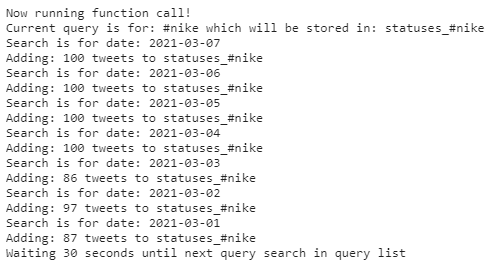 Now running function call!
Current query is for: #nike which will be stored in: statuses_#nike
Search is for date: 2021-03-07
Adding: 100 tweets to statuses_#nike
Search is for date: 2021-03-06
Adding: 100 tweets to statuses_#nike
Search is for date: 2021-03-05
Adding: 100 tweets to statuses_#nike
Search is for date: 2021-03-04
Adding: 100 tweets to statuses_#nike
Search is for date: 2021-03-03
Adding: 86 tweets to statuses_#nike
Search is for date: 2021-03-02
Adding: 97 tweets to statuses_#nike
Search is for date: 2021-03-01
Adding: 87 tweets to statuses_#nike
Waiting 30 seconds until next query search in query list